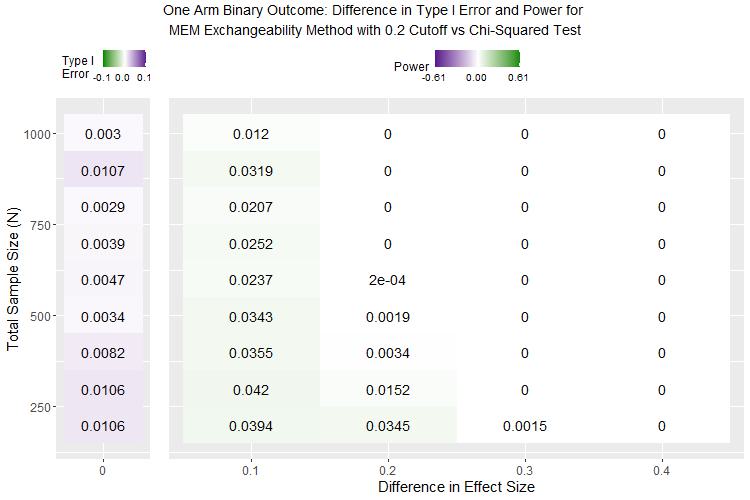 One Arm Binary Outcome: Difference in Type I Error and Power for
MEM Exchangeability Method with 0.2 Cutoff vs Chi-Squared Test
Type I
Error
-0.1 0.0 0.1
Power
-0.61 0.00 0.61
Total Sample Size (N)
1000 0.003 0.012 0 0 0
0.0107 0.0319 0 0 0
0.0029 0.0207 0 0 0
750
0.0039 0.0252 0 0 0
0.0047 0.0237 2e-04 0 0
500 0.0034 0.0343 0.0019 0 0
0.0082 0.0355 0.0034 0 0
0.0106 0.042 0.0152 0 0
250
0.0106 0.0394 0.0345 0.0015 0
0 0.1 0.2 0.3 0.4
Difference in Effect Size